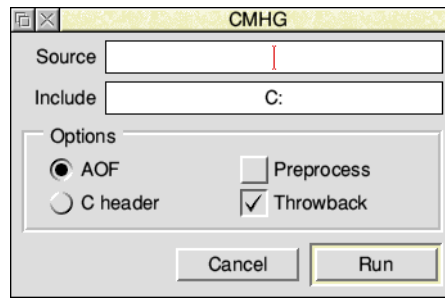 CMHG
Source
Include C:
Options
AOF Preprocess
C header Throwback
Cancel Run